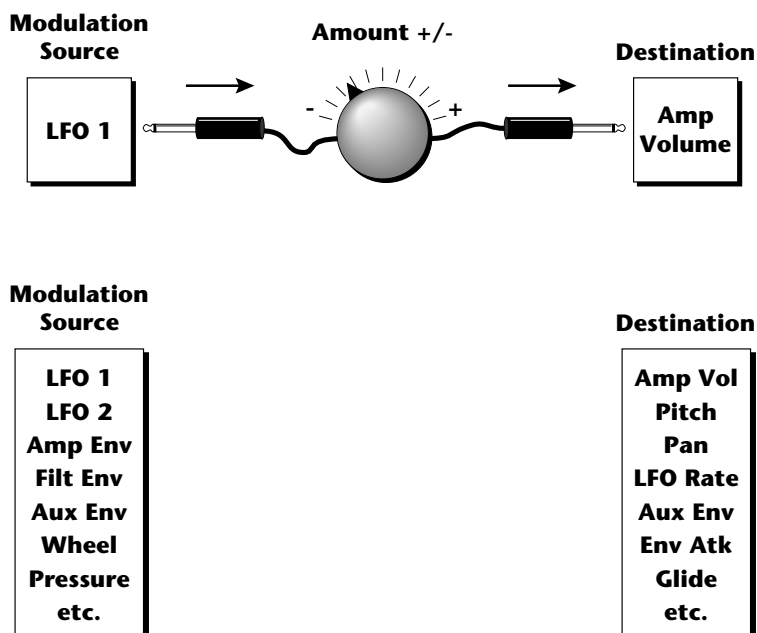 Modulation
Source
Amount +/-
Destination
LFO 1
-
+
Amp
Volume
Modulation
Source
LFO 1
LFO 2
Amp Env
Filt Env
Aux Env
Wheel
Pressure
etc.
Destination
Amp Vol
Pitch
Pan
LFO Rate
Aux Env
Env Atk
Glide
etc.